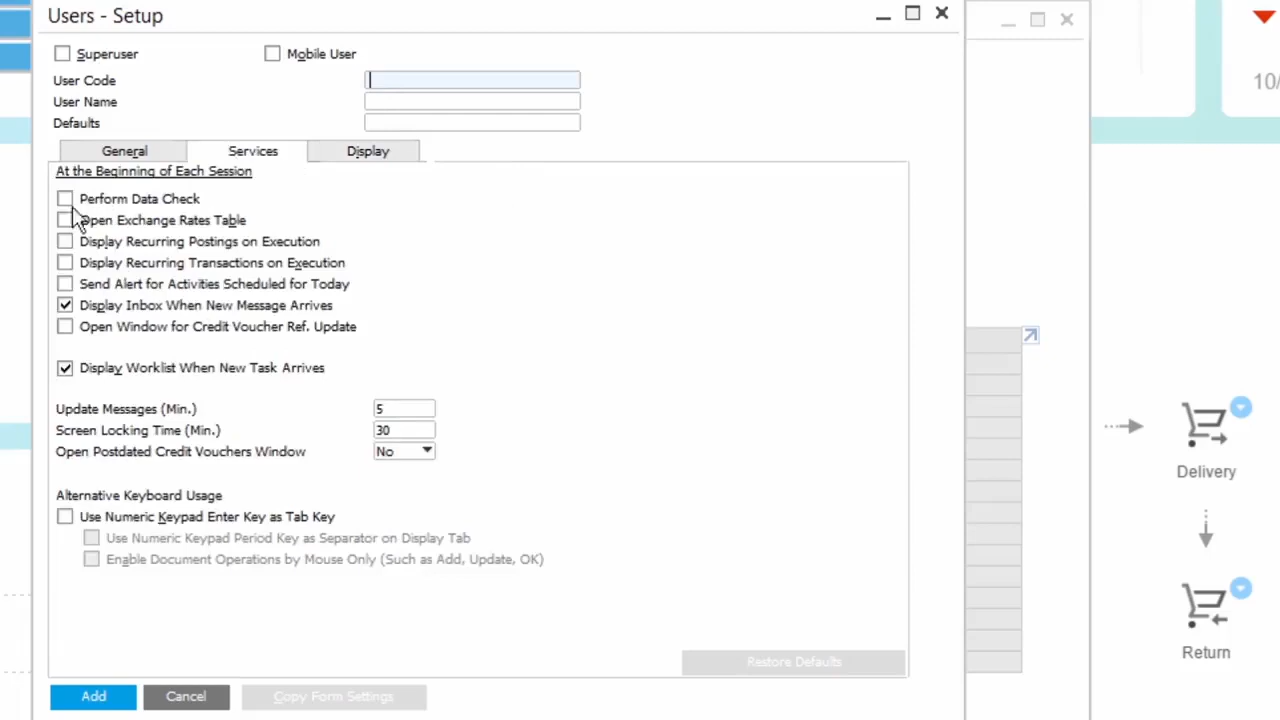 Users - Setup
Superuser
Mobile User
User Code
User Name
Defaults
General
Services
Display
At the Beginning of Each Session
Perform Data Check
Open Exchange Rates Table
Display Recurring Postings on Execution
Display Recurring Transactions on Execution
Send Alert for Activities Scheduled for Today
Display Inbox When New Message Arrives
Open Window for Credit Voucher Ref. Update
Display Worklist When New Task Arrives
Update Messages (Min.) 5
Screen Locking Time (Min.) 30
Open Postdated Credit Vouchers Window No
Alternative Keyboard Usage
Use Numeric Keypad Enter Key as Tab Key
Use Numeric Keypad Period Key as Separator on Display Tab
Enable Document Operations by Mouse Only (Such as Add, Update, OK)
Restore Defaults
Add
Cancel
Copy Form Settings
10/
Delivery
Return